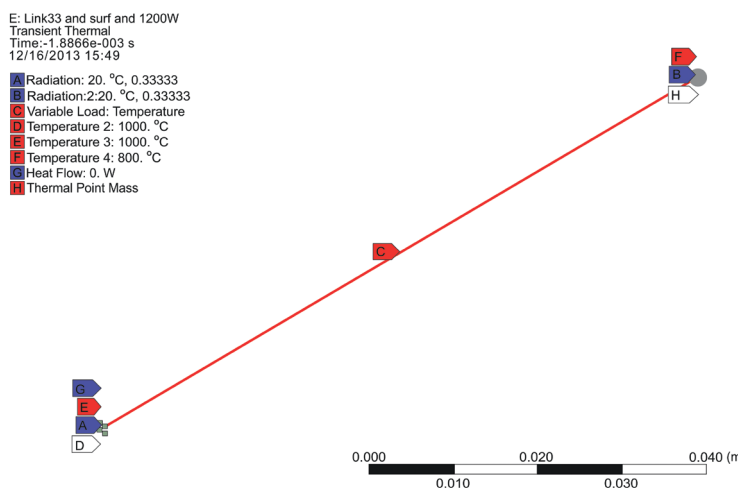 E: Link33 and surf and 1200W
Transient Thermal
Time:-1.8866e-003 s
12/16/2013 15:49
A Radiation: 20. °C, 0.33333
B Radiation:2:20. °C, 0.33333
C Variable Load: Temperature
D Temperature 2: 1000. °C
E Temperature 3: 1000. °C
F Temperature 4: 800. °C
G Heat Flow: 0. W
H Thermal Point Mass
F
B
H
C
G
E
A
D
0.000 0.020 0.040 (m
0.010 0.030